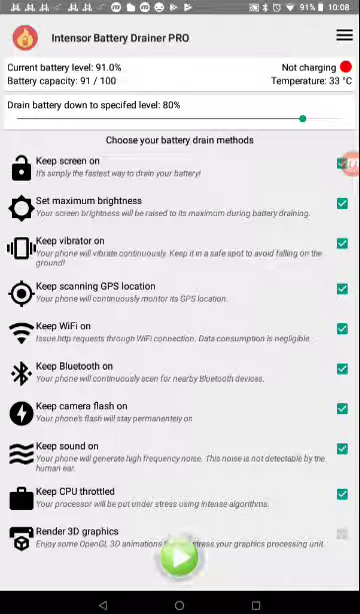 91% 10:08
Intensor Battery Drainer PRO
Current battery level: 91.0% Not charging
Battery capacity: 91 / 100 Temperature: 33 °C
Drain battery down to specifed level: 80%
Choose your battery drain methods
Keep screen on
It's simply the fastest way to drain your battery!
Set maximum brightness
Your screen brightness will be raised to its maximum during battery draining.
Keep vibrator on
Your phone will vibrate continuously. Keep it in a safe spot to avoid falling on the
ground!
Keep scanning GPS location
Your phone will continuously monitor its GPS location.
Keep WiFi on
Issue http requests through WiFi connection. Data consumption is negligible.
Keep Bluetooth on
Your phone will continuously scan for nearby Bluetooth devices.
Keep camera flash on
Your phone's flash will stay permanentely on
Keep sound on
Your phone will generate high frequency noise. This noise is not detectable by the
human ear.
Keep CPU throttled
Your processor will be put under stress using intense algorithms.
Render 3D graphics
Enjoy some OpenGL 3D animations stress your graphics processing unit.